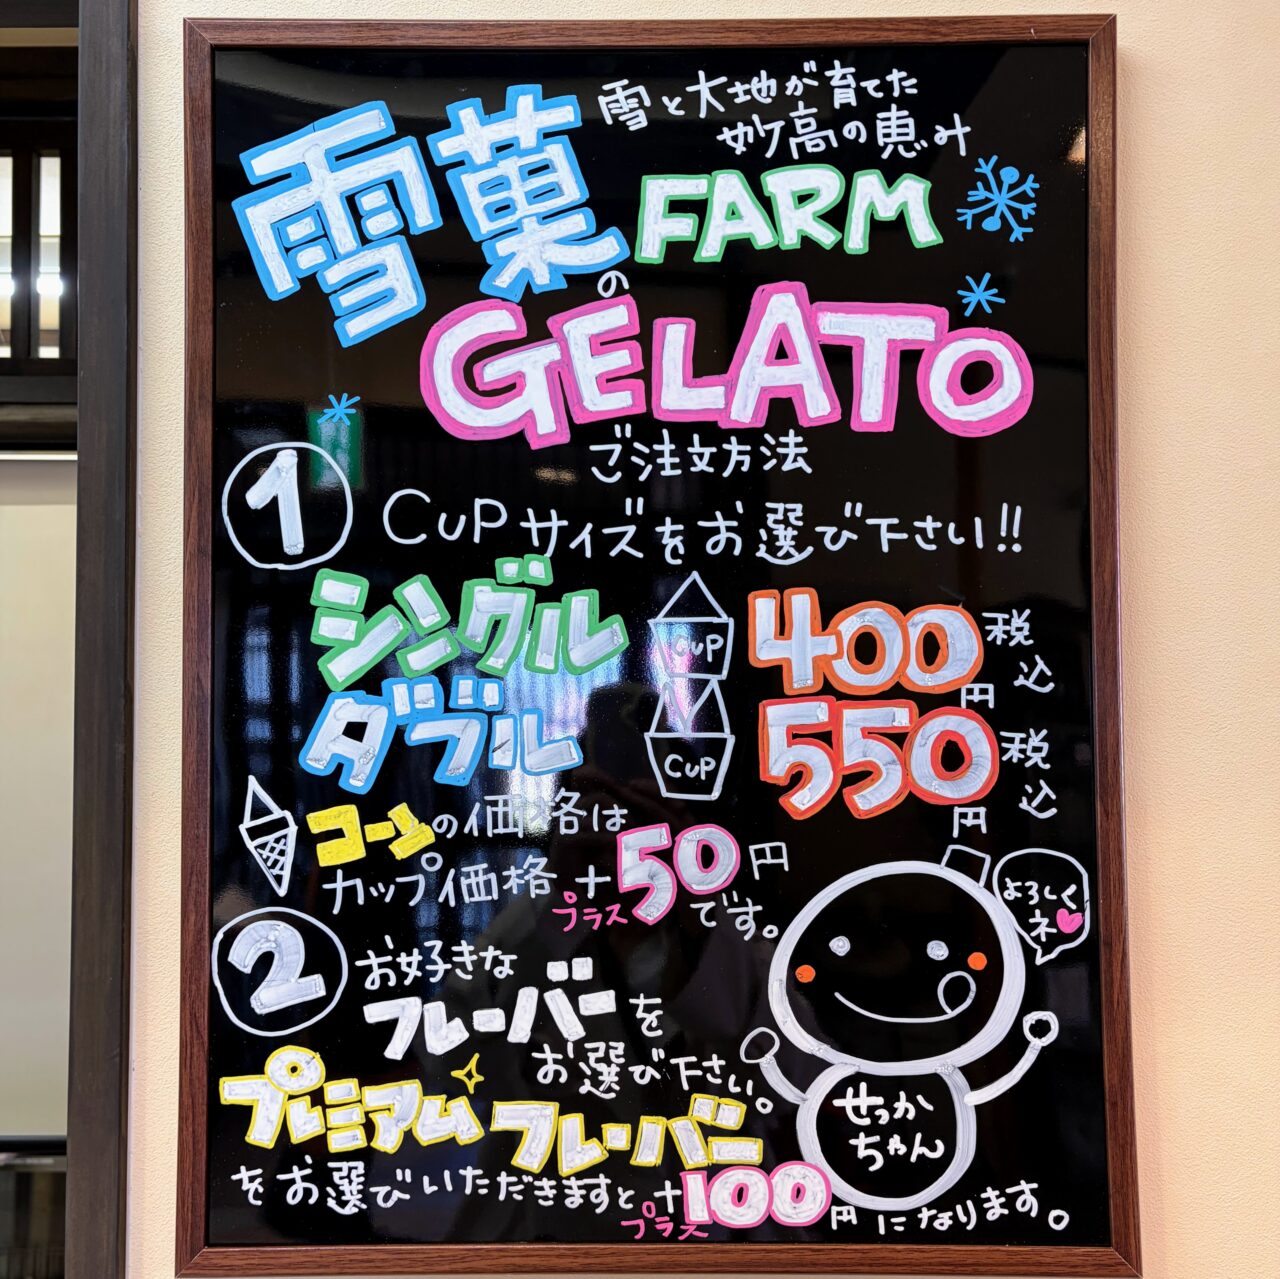 雪と大地が育てた
妙高の恵み
雪菓の FARM
GELATO
ご注文方法
① CUPサイズをお選び下さい!!
シングル CUP 400円 税込
ダブル CUP 550円 税込
コーンの価格は
カップ価格+プラス50円です。
② お好きな
フレーバーを
お選び下さい。
プレミアムフレーバー
をお選びいただきますと+プラス100円になります。
よろしくネ
せっか
ちゃん